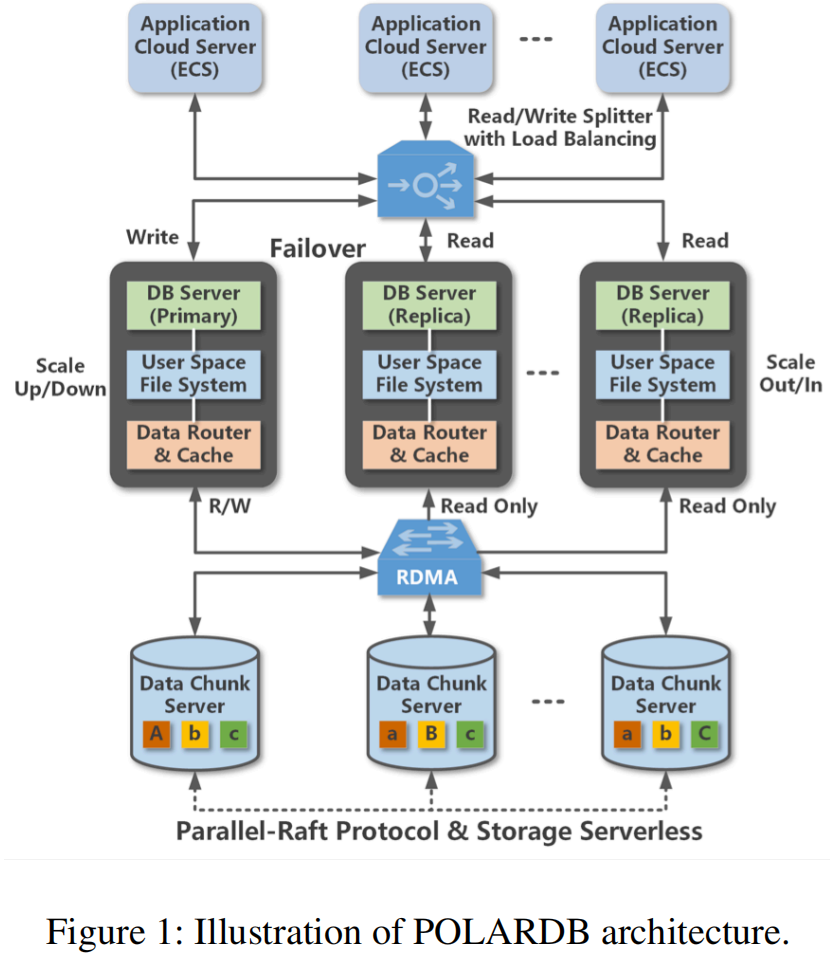 Application
Cloud Server
(ECS)
Application
Cloud Server
(ECS)
Application
Cloud Server
(ECS)
Read/Write Splitter
with Load Balancing
Write
Failover
Read
Read
DB Server
(Primary)
DB Server
(Replica)
DB Server
(Replica)
Scale
Up/Down
User Space
File System
User Space
File System
User Space
File System
Scale
Out/In
Data Router
& Cache
Data Router
& Cache
Data Router
& Cache
R/W
Read Only
Read Only
RDMA
Data Chunk
Server
A b c
Data Chunk
Server
a B c
Data Chunk
Server
a b C
Parallel-Raft Protocol & Storage Serverless
Figure 1: Illustration of POLARDB architecture.